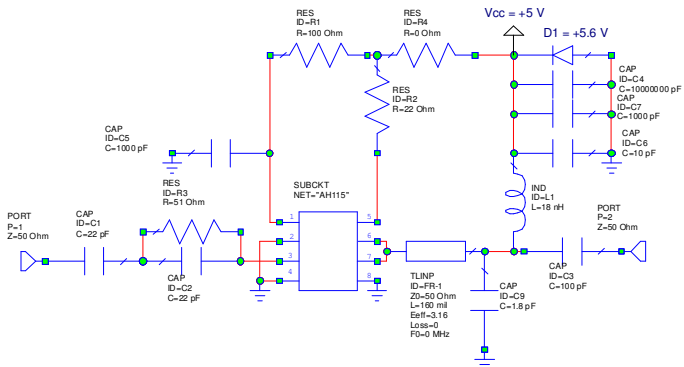 Vcc = +5 V
D1 = +5.6 V
RES
ID=R1
R=100 Ohm
RES
ID=R4
R=0 Ohm
CAP
ID=C4
C=10000000 pF
CAP
ID=C7
C=1000 pF
CAP
ID=C6
C=10 pF
RES
ID=R2
R=22 Ohm
CAP
ID=C5
C=1000 pF
RES
ID=R3
R=51 Ohm
SUBCKT
NET="AH115"
IND
ID=L1
L=18 nH
PORT
P=1
Z=50 Ohm
CAP
ID=C1
C=22 pF
CAP
ID=C2
C=22 pF
1
2
3
4
5
6
7
8
PORT
P=2
Z=50 Ohm
CAP
ID=C3
C=100 pF
TLINP
ID=FR-1
Z0=50 Ohm
L=160 mil
Eeff=3.16
Loss=0
F0=0 MHz
CAP
ID=C9
C=1.8 pF